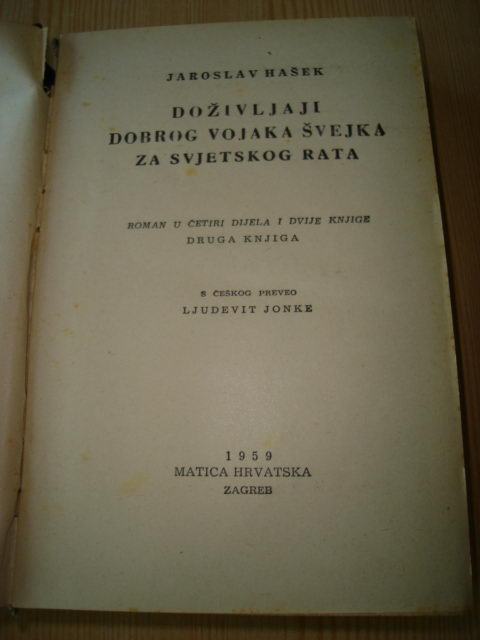 JAROSLAV HAŠEK
DOŽIVLJAJI
DOBROG VOJAKA ŠVEJKA
ZA SVJETSKOG RATA
ROMAN U ČETIRI DIJELA I DVIJE KNJIGE
DRUGA KNJIGA
S ČEŠKOG PREVEO
LJUDEVIT JONKE
1959
MATICA HRVATSKA
ZAGREB